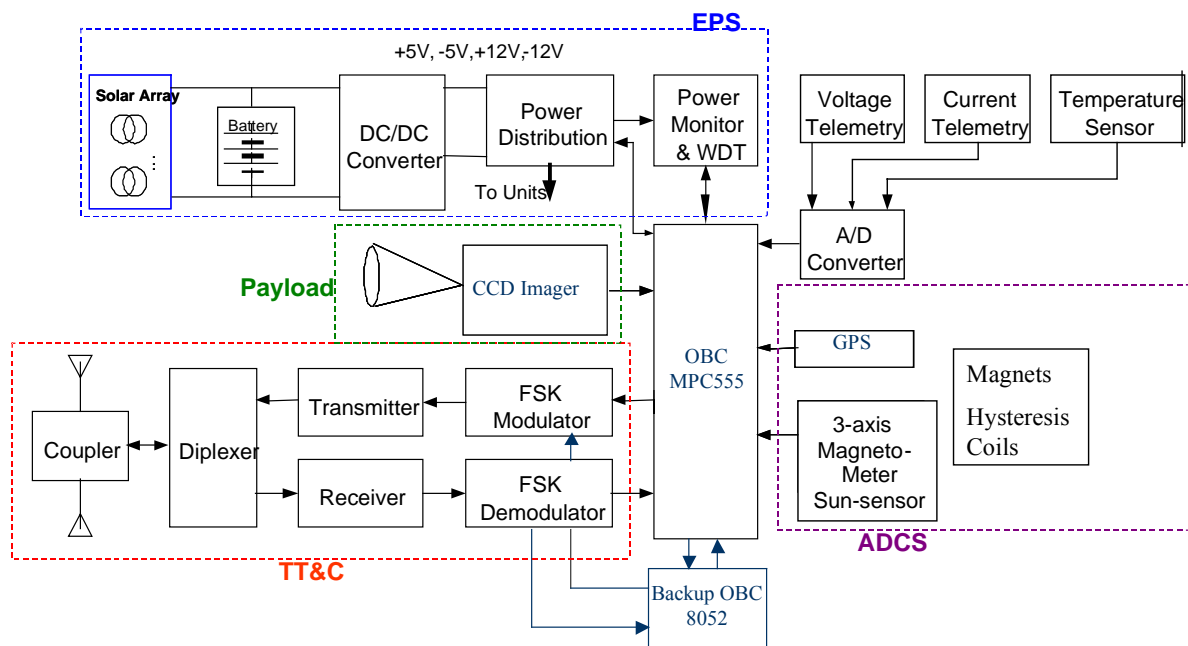 EPS
+5V, -5V,+12V,-12V
Solar Array
Battery
DC/DC
Converter
Power
Distribution
Power
Monitor
& WDT
To Units
Voltage
Telemetry
Current
Telemetry
Temperature
Sensor
A/D
Converter
Payload
CCD Imager
OBC
MPC555
GPS
Magnets
Hysteresis
Coils
3-axis
Magneto-
Meter
Sun-sensor
ADCS
Coupler
Diplexer
Transmitter
FSK
Modulator
Receiver
FSK
Demodulator
TT&C
Backup OBC
8052